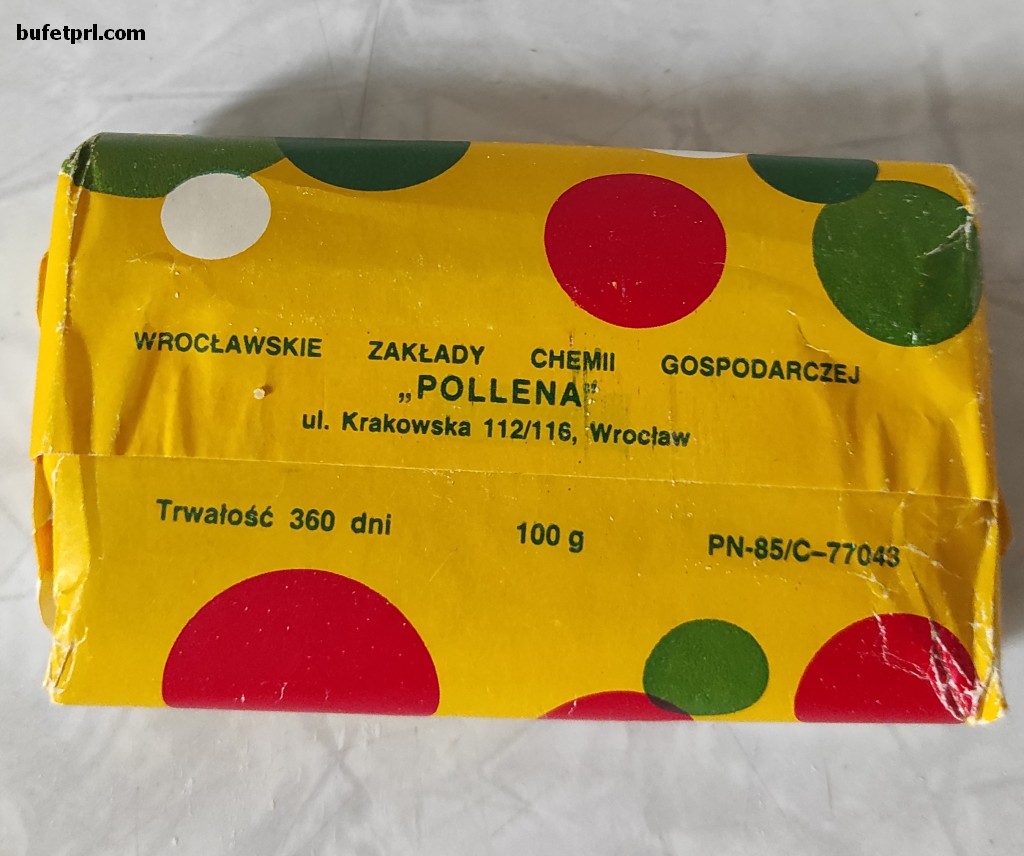 bufetprl.com
WROCŁAWSKIE ZAKŁADY CHEMII GOSPODARCZEJ
„POLLENA”
ul. Krakowska 112/116, Wrocław
Trwałość 360 dni 100 g PN-85/C–77043